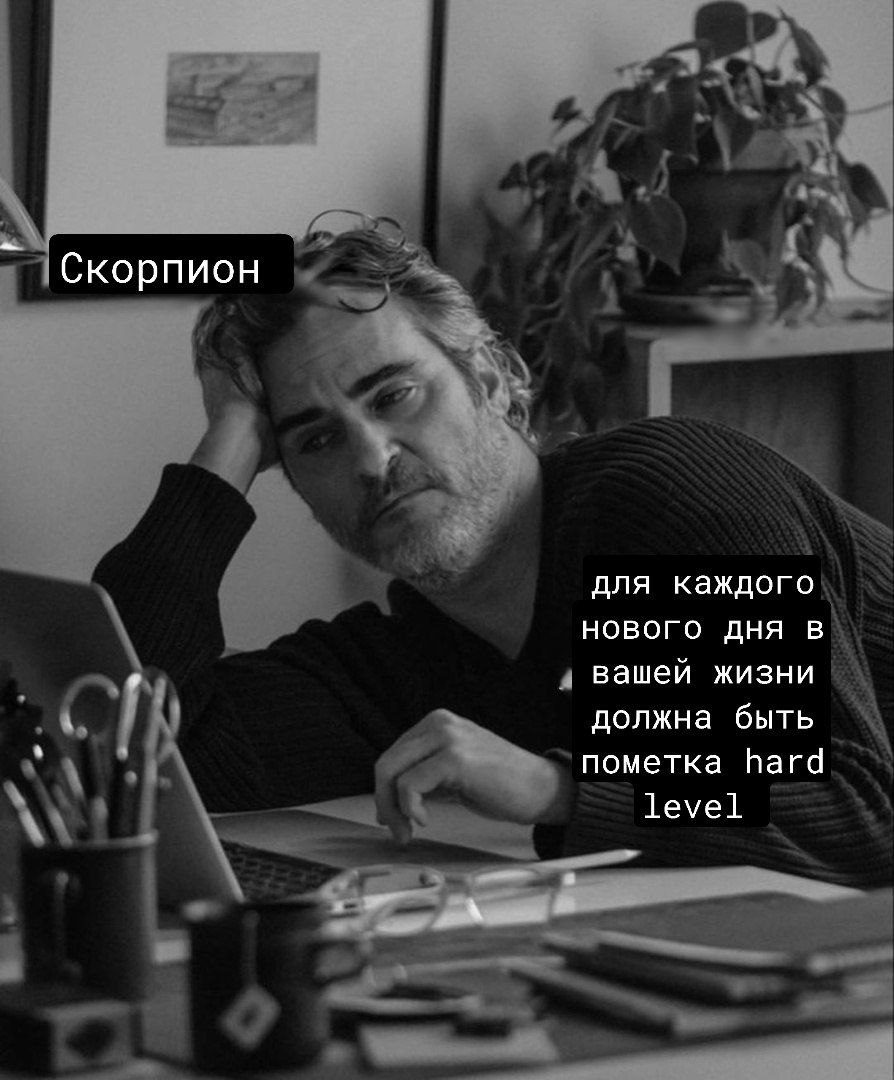 Скорпион
для каждого
нового дня в
вашей жизни
должна быть
пометка hard
level